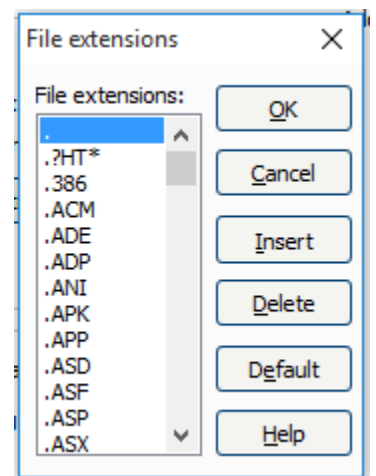 File extensions
File extensions:
.
.?HT*
.386
.ACM
.ADE
.ADP
.ANI
.APK
.APP
.ASD
.ASF
.ASP
.ASX
OK
Cancel
Insert
Delete
Default
Help